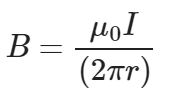 B = μ₀I / (2πr)